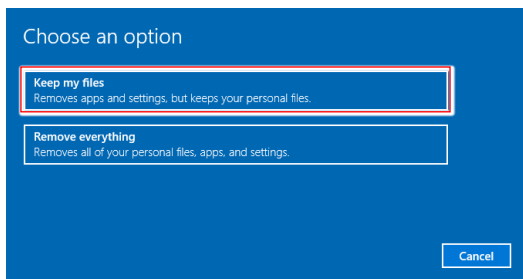 Choose an option
Keep my files
Removes apps and settings, but keeps your personal files.
Remove everything
Removes all of your personal files, apps, and settings.
Cancel